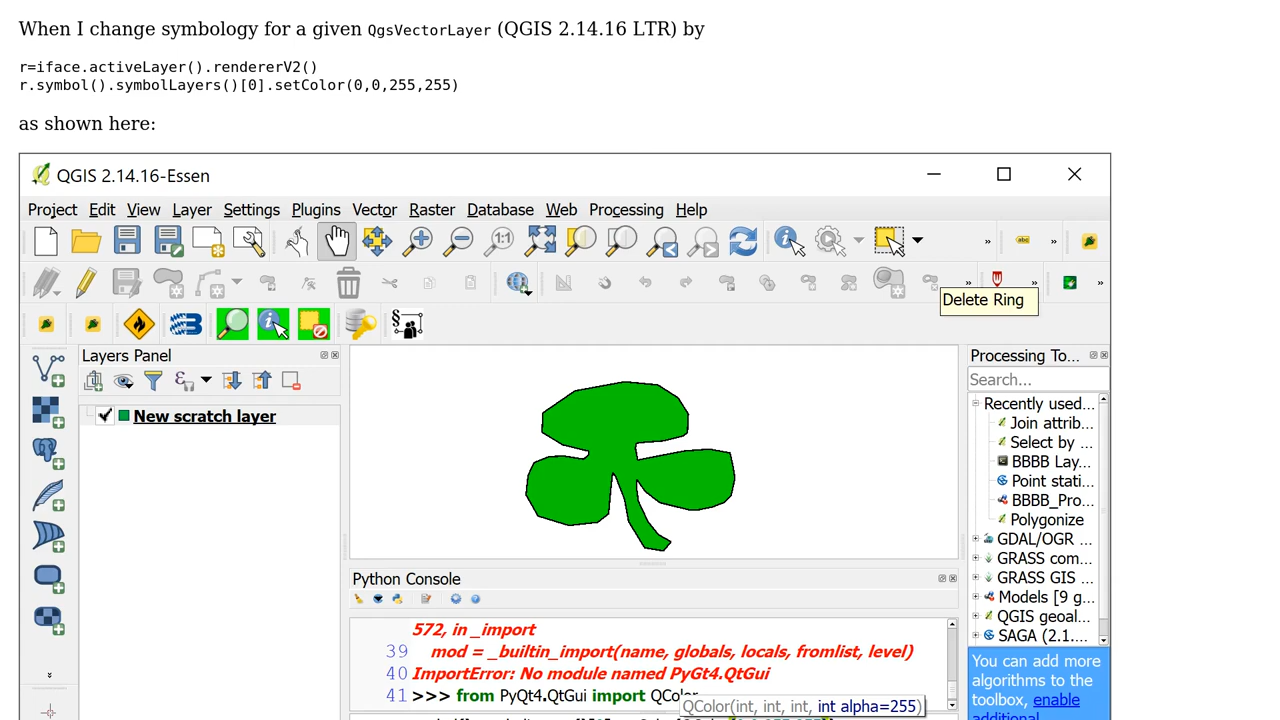 When I change symbology for a given QgsVectorLayer (QGIS 2.14.16 LTR) by
r=iface.activeLayer().rendererV2()
r.symbol().symbolLayers()[0].setColor(0,0,255,255)
as shown here:
QGIS 2.14.16-Essen
Project Edit View Layer Settings Plugins Vector Raster Database Web Processing Help
1:1
abc
Delete Ring
Layers Panel
Processing To...
Search...
New scratch layer
Recently used...
Join attrib...
Select by ...
BBBB Lay...
Point stati...
BBBB_Pro...
Polygonize
GDAL/OGR ...
GRASS com...
GRASS GIS ...
Models [9 g...
QGIS geoal...
SAGA (2.1....
You can add more
algorithms to the
toolbox, enable
additional
Python Console
572, in _import
39 mod = _builtin_import(name, globals, locals, fromlist, level)
40 ImportError: No module named PyGt4.QtGui
41 >>> from PyQt4.QtGui import QColor
QColor(int, int, int, int alpha=255)